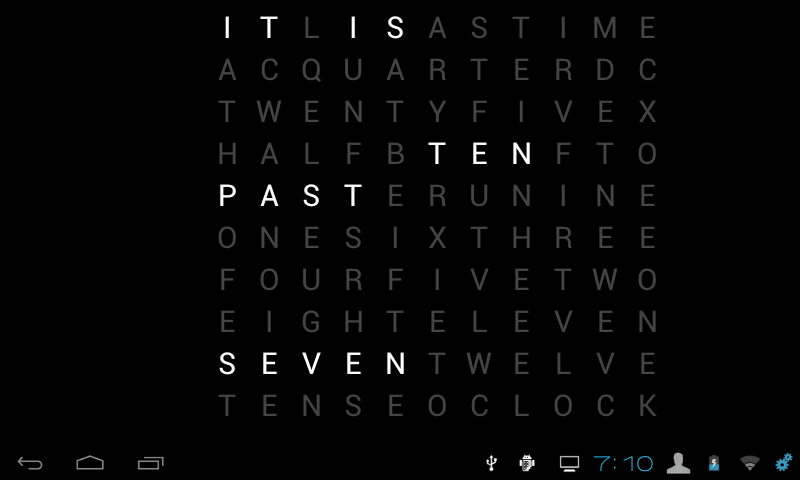 I T L I S A S T I M E
A C Q U A R T E R D C
T W E N T Y F I V E X
H A L F B T E N F T O
P A S T E R U N I N E
O N E S I X T H R E E
F O U R F I V E T W O
E I G H T E L E V E N
S E V E N T W E L V E
T E N S E O C L O C K
7:10